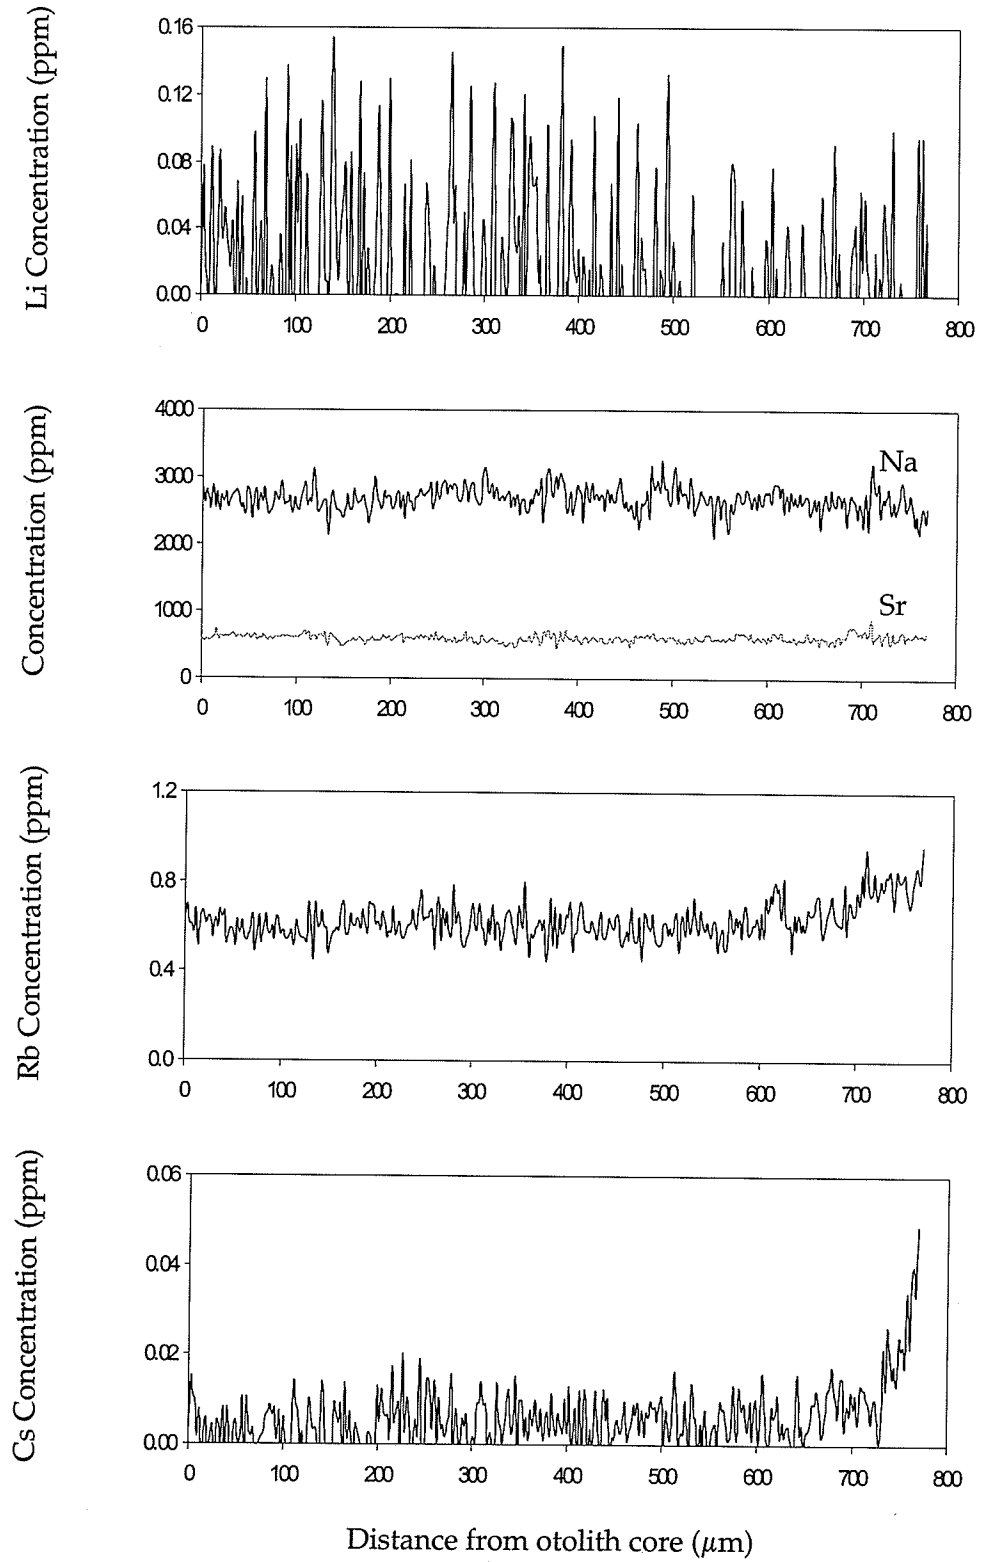 Li Concentration (ppm)
0.16
0.12
0.08
0.04
0.00
0 100 200 300 400 500 600 700 800
Concentration (ppm)
4000
3000
2000
1000
0
Na
Sr
0 100 200 300 400 500 600 700 800
Rb Concentration (ppm)
1.2
0.8
0.4
0.0
0 100 200 300 400 500 600 700 800
Cs Concentration (ppm)
0.06
0.04
0.02
0.00
0 100 200 300 400 500 600 700 800
Distance from otolith core (µm)